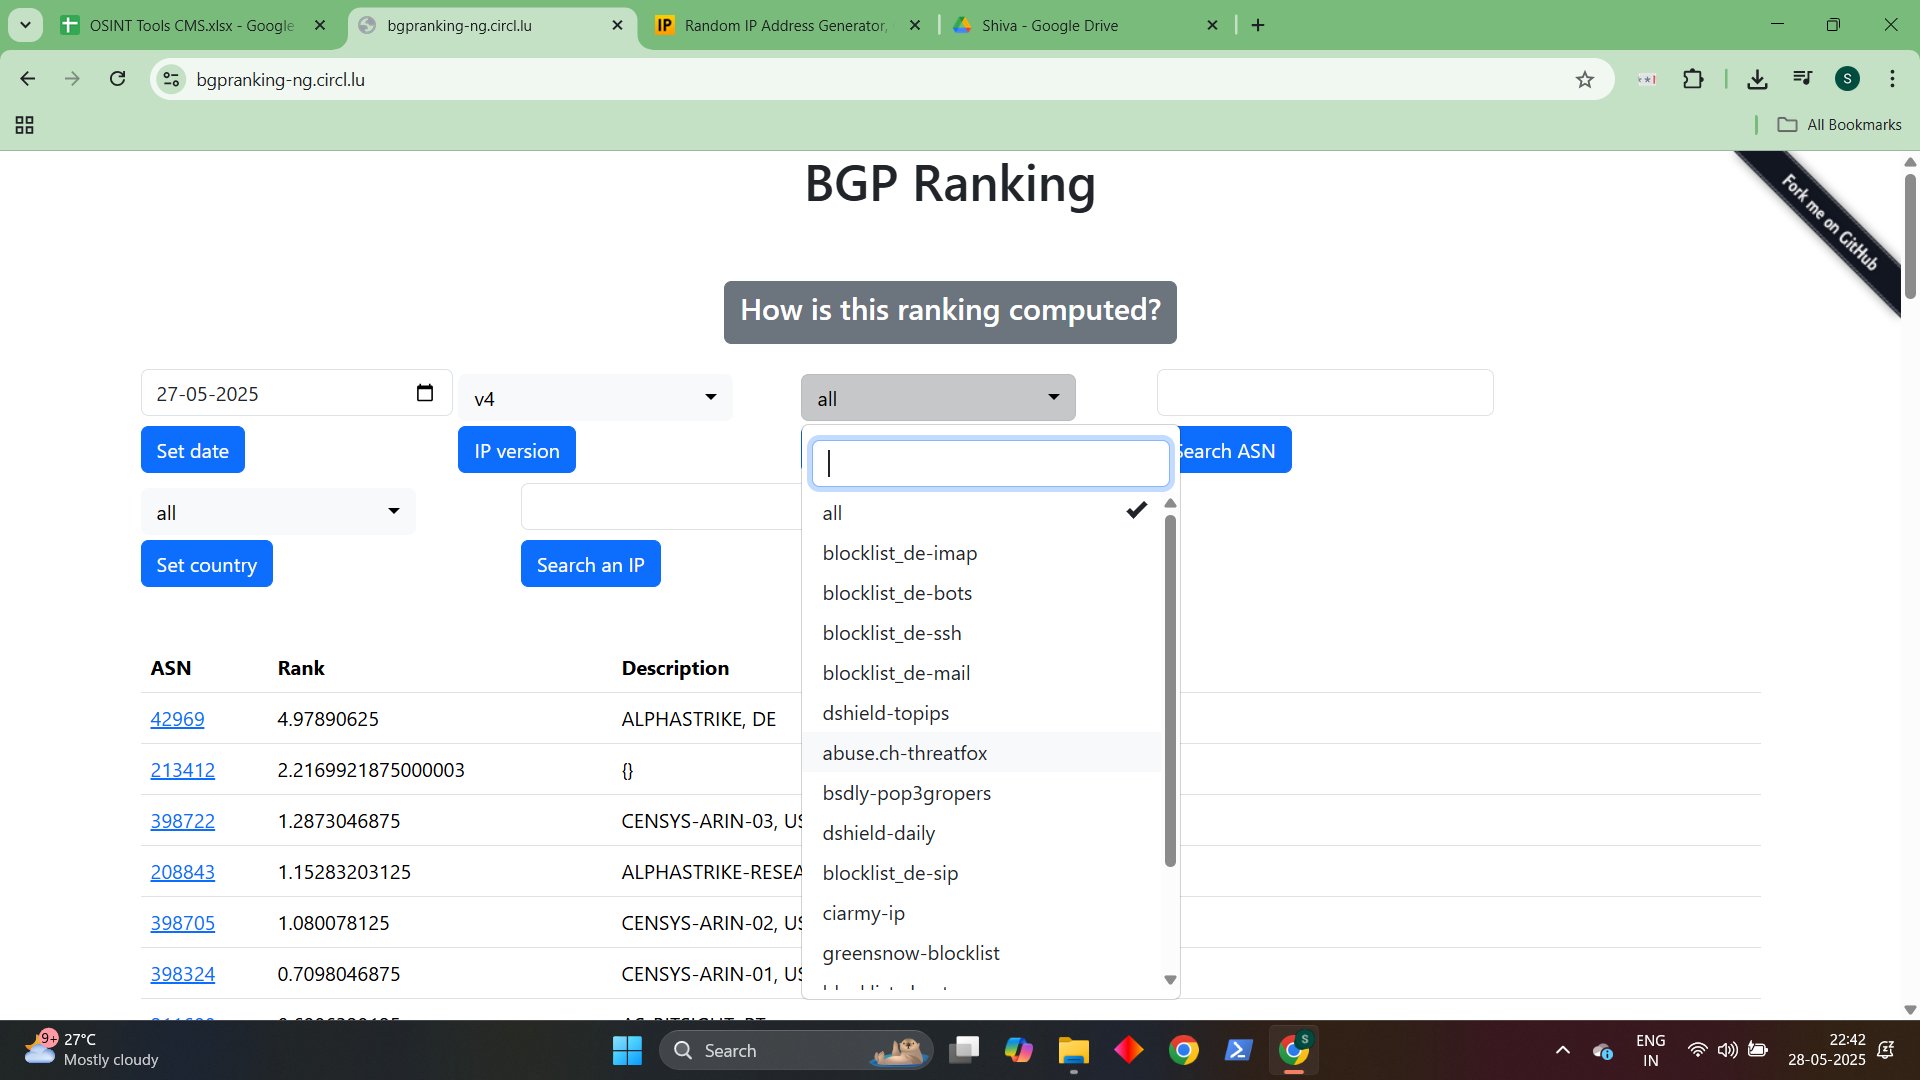 OSINT Tools CMS.xlsx - Google
bgpranking-ng.circl.lu
IP
Random IP Address Generator,
Shiva - Google Drive
bgpranking-ng.circl.lu
S
All Bookmarks
BGP Ranking
Fork me on GitHub
How is this ranking computed?
27-05-2025
v4
all
Set date
IP version
Search ASN
all
Set country
Search an IP
all
blocklist_de-imap
blocklist_de-bots
blocklist_de-ssh
blocklist_de-mail
dshield-topips
abuse.ch-threatfox
bsdly-pop3gropers
dshield-daily
blocklist_de-sip
ciarmy-ip
greensnow-blocklist
ASN Rank Description
42969 4.97890625 ALPHASTRIKE, DE
213412 2.2169921875000003 {}
398722 1.2873046875 CENSYS-ARIN-03, US
208843 1.15283203125 ALPHASTRIKE-RESEA
398705 1.080078125 CENSYS-ARIN-02, US
398324 0.7098046875 CENSYS-ARIN-01, US
9+
27°C
Mostly cloudy
Search
S
ENG
IN
22:42
28-05-2025